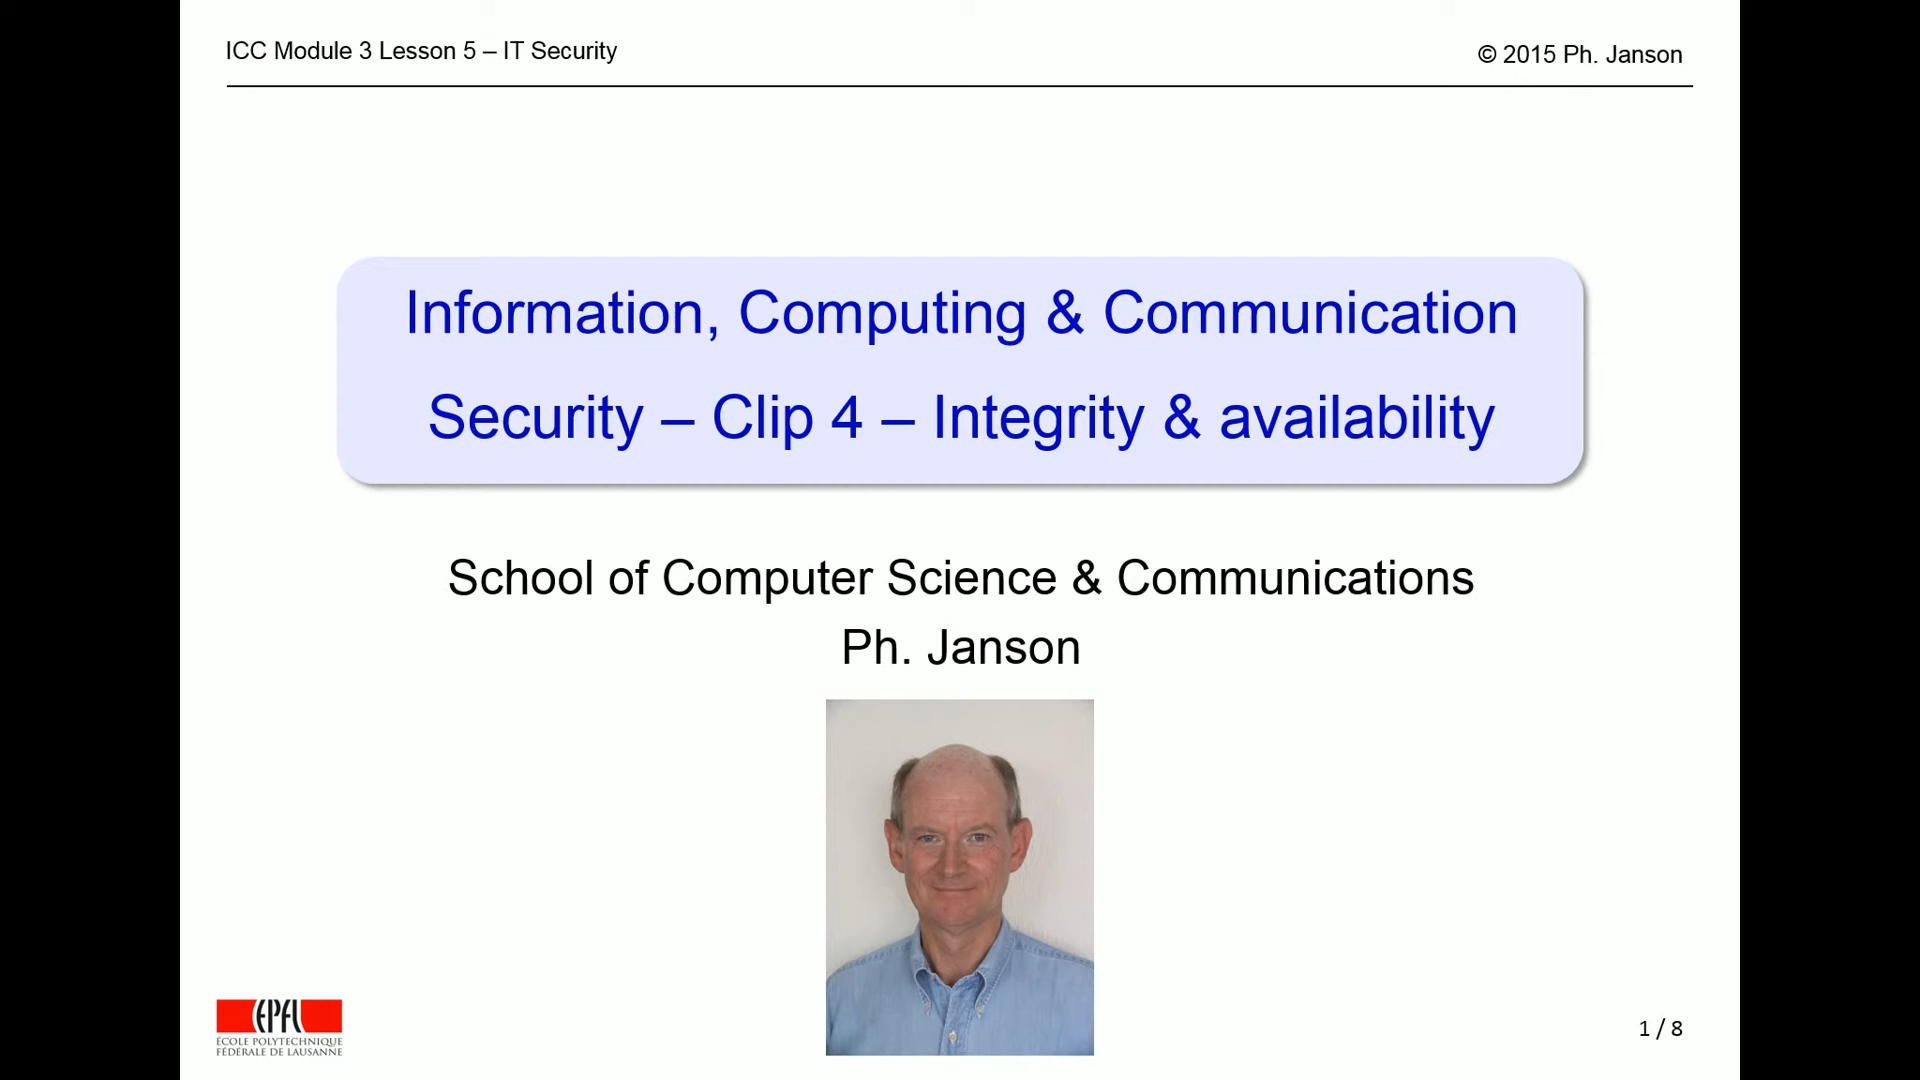 ICC Module 3 Lesson 5 – IT Security
© 2015 Ph. Janson
Information, Computing & Communication
Security – Clip 4 – Integrity & availability
School of Computer Science & Communications
Ph. Janson
EPFL
ÉCOLE POLYTECHNIQUE
FÉDÉRALE DE LAUSANNE
1 / 8